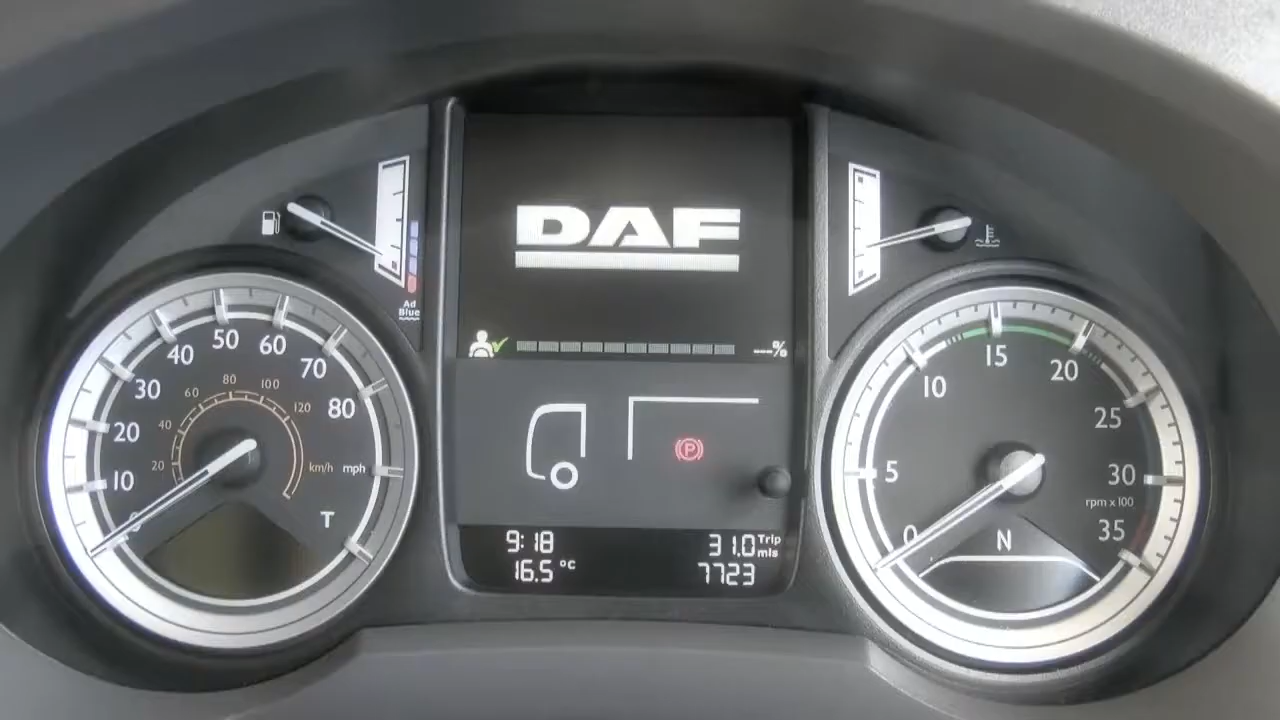 DAF
Ad
Blue
---%
10
20
30
40
50
60
70
80
20
40
60
80
100
120
km/h mph
T
P
9:18
16.5 °C
31.0 Trip mls
7723
0
5
10
15
20
25
30
35
rpm x 100
N